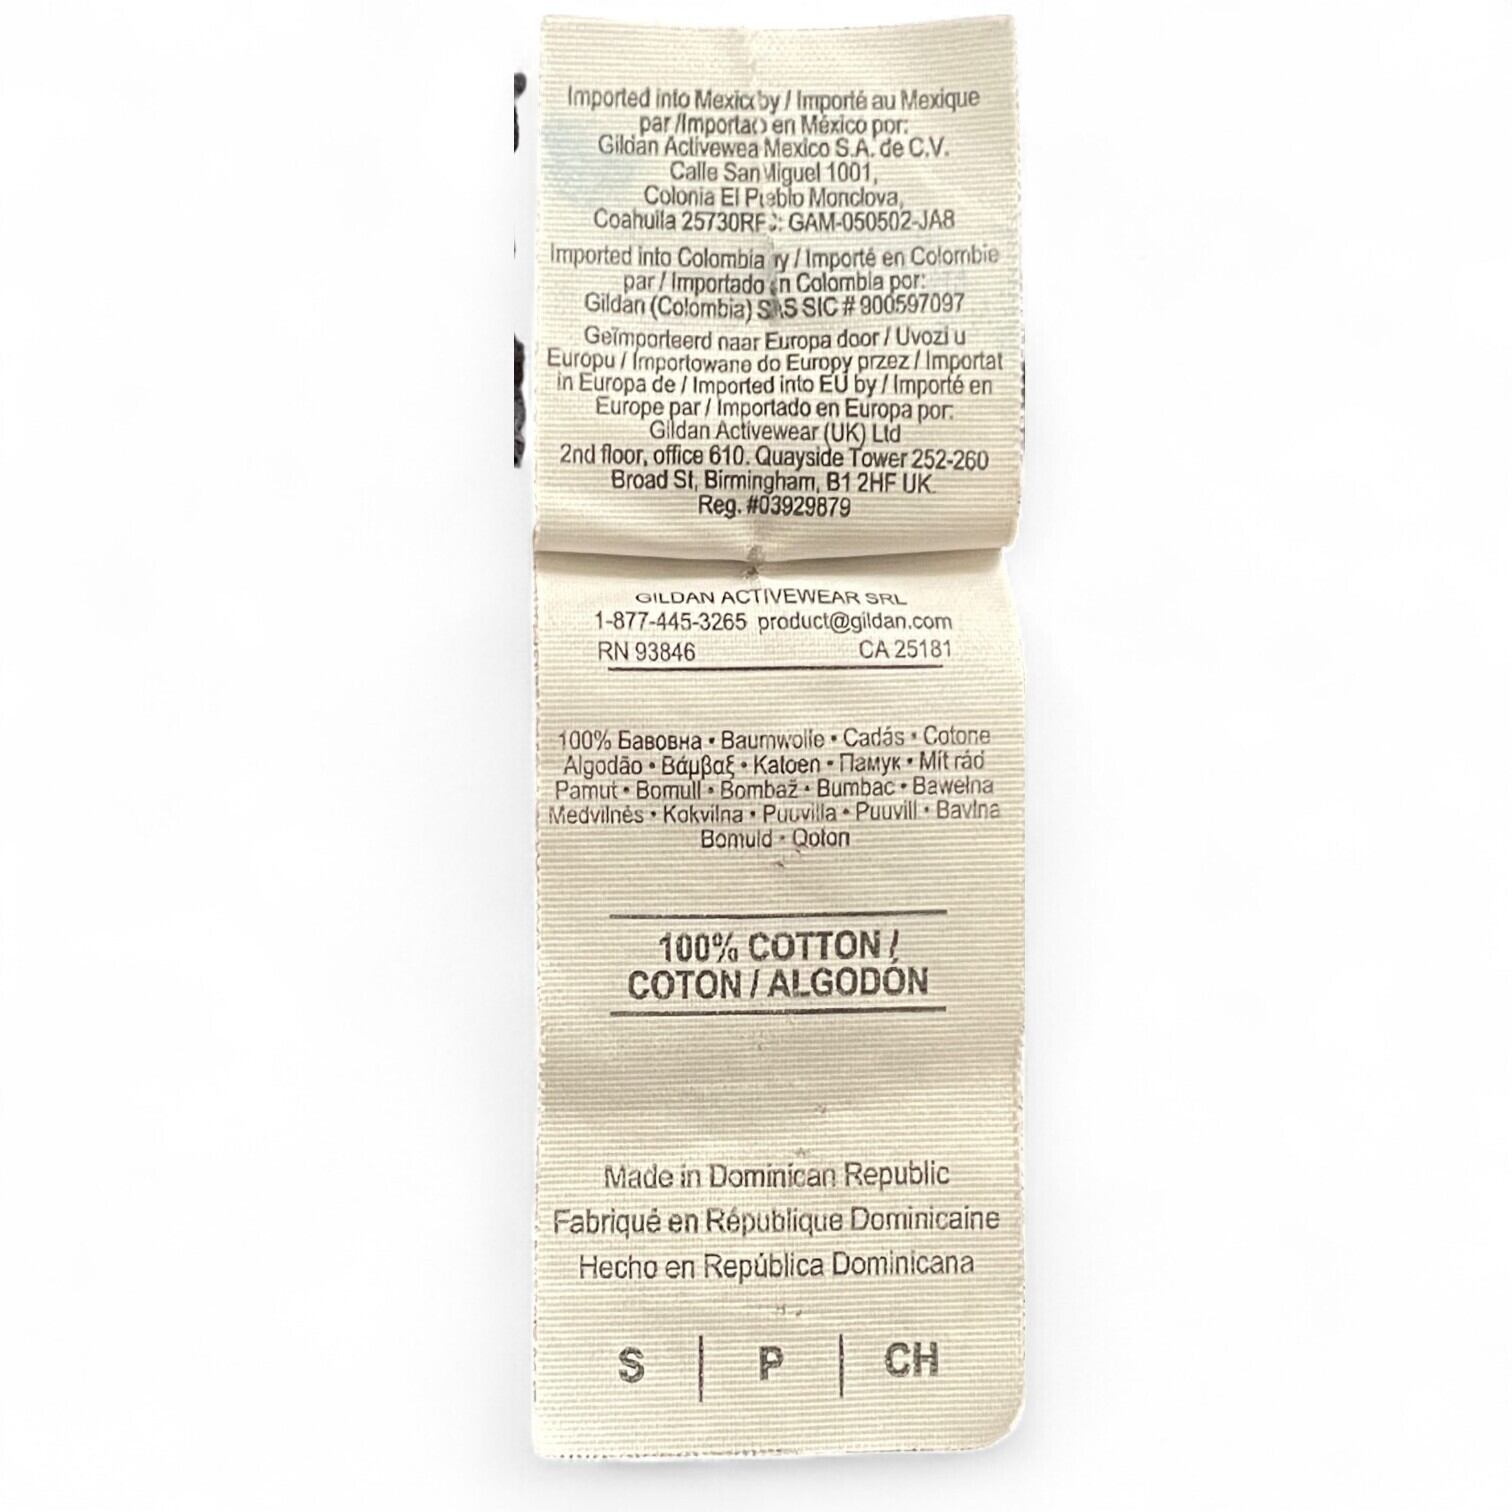 Imported into Mexico by / Importé au Mexique
par /Importado en México por:
Gildan Activewear Mexico S.A. de C.V.
Calle San Miguel 1001,
Colonia El Pueblo Monclova,
Coahuila 25730RFC: GAM-050502-JA8
Imported into Colombia by / Importé en Colombie
par / Importado en Colombia por:
Gildan (Colombia) SAS SIC # 900597097
Geïmporteerd naar Europa door / Uvozi u
Europu / Importowane do Europy przez / Importat
in Europa de / Imported into EU by / Importé en
Europe par / Importado en Europa por:
Gildan Activewear (UK) Ltd
2nd floor, office 610. Quayside Tower 252-260
Broad St, Birmingham, B1 2HF UK.
Reg. #03929879
GILDAN ACTIVEWEAR SRL
1-877-445-3265 product@gildan.com
RN 93846 CA 25181
100% Бавовна • Baumwolle • Cadás • Cotone
Algodão • Βάμβαξ • Katoen • Памук • Mít rád
Pamut • Bomull • Bombaž • Bumbac • Bawełna
Medvilnės • Kokvilna • Puuvilla • Puuvill • Bavlna
Bomuld • Qoton
100% COTTON /
COTON / ALGODÓN
Made in Dominican Republic
Fabriqué en République Dominicaine
Hecho en República Dominicana
S | P | CH